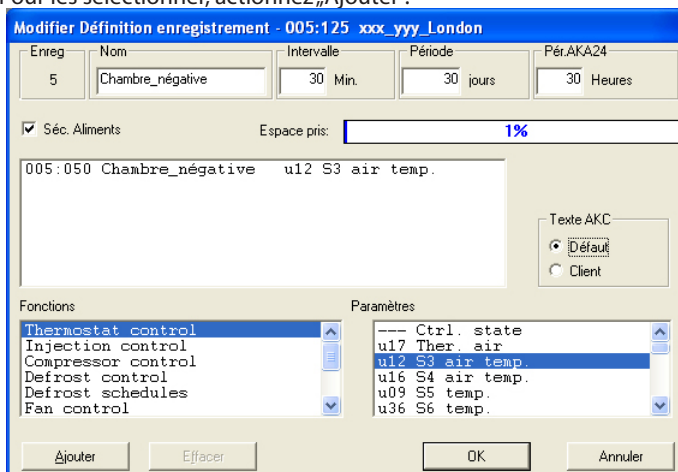 Pour les sélectionner, actionnez „Ajouter".
Modifier Définition enregistrement - 005:125 xxx_yyy_London
Enreg Nom Intervalle Période Pér.AKA24
5 Chambre_négative 30 Min. 30 jours 30 Heures
Séc. Aliments Espace pris: 1%
005:050 Chambre_négative u12 S3 air temp.
Texte AKC
Défaut
Client
Fonctions Paramètres
Thermostat control --- Ctrl. state
Injection control u17 Ther. air
Compressor control u12 S3 air temp.
Defrost control u16 S4 air temp.
Defrost schedules u09 S5 temp.
Fan control u36 S6 temp.
Ajouter Effacer OK Annuler